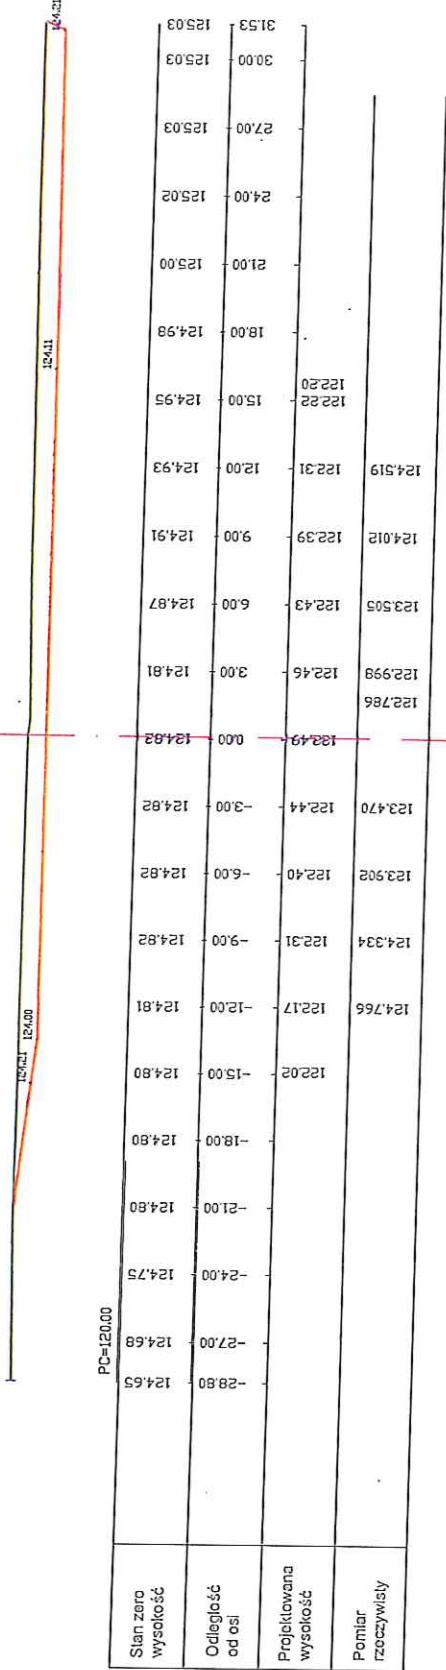 124.21
124.11
124.21 124.00
PC=120.00
Stan zero wysokość
124.65 124.68 124.75 124.80 124.80 124.80 124.81 124.82 124.82 124.82 124.83 124.81 124.87 124.91 124.93 124.95 124.98 125.00 125.02 125.03 125.03 125.03
Odległość od osi
-28.80 -27.00 -24.00 -21.00 -18.00 -15.00 -12.00 -9.00 -6.00 -3.00 0.00 3.00 6.00 9.00 12.00 15.00 18.00 21.00 24.00 27.00 30.00 31.53
Projektowana wysokość
122.02 122.17 122.31 122.40 122.44 122.49 122.46 122.43 122.39 122.31 122.22 122.20
Pomiar rzeczywisty
124.766 124.334 123.902 123.470 122.786 122.998 123.505 124.012 124.519